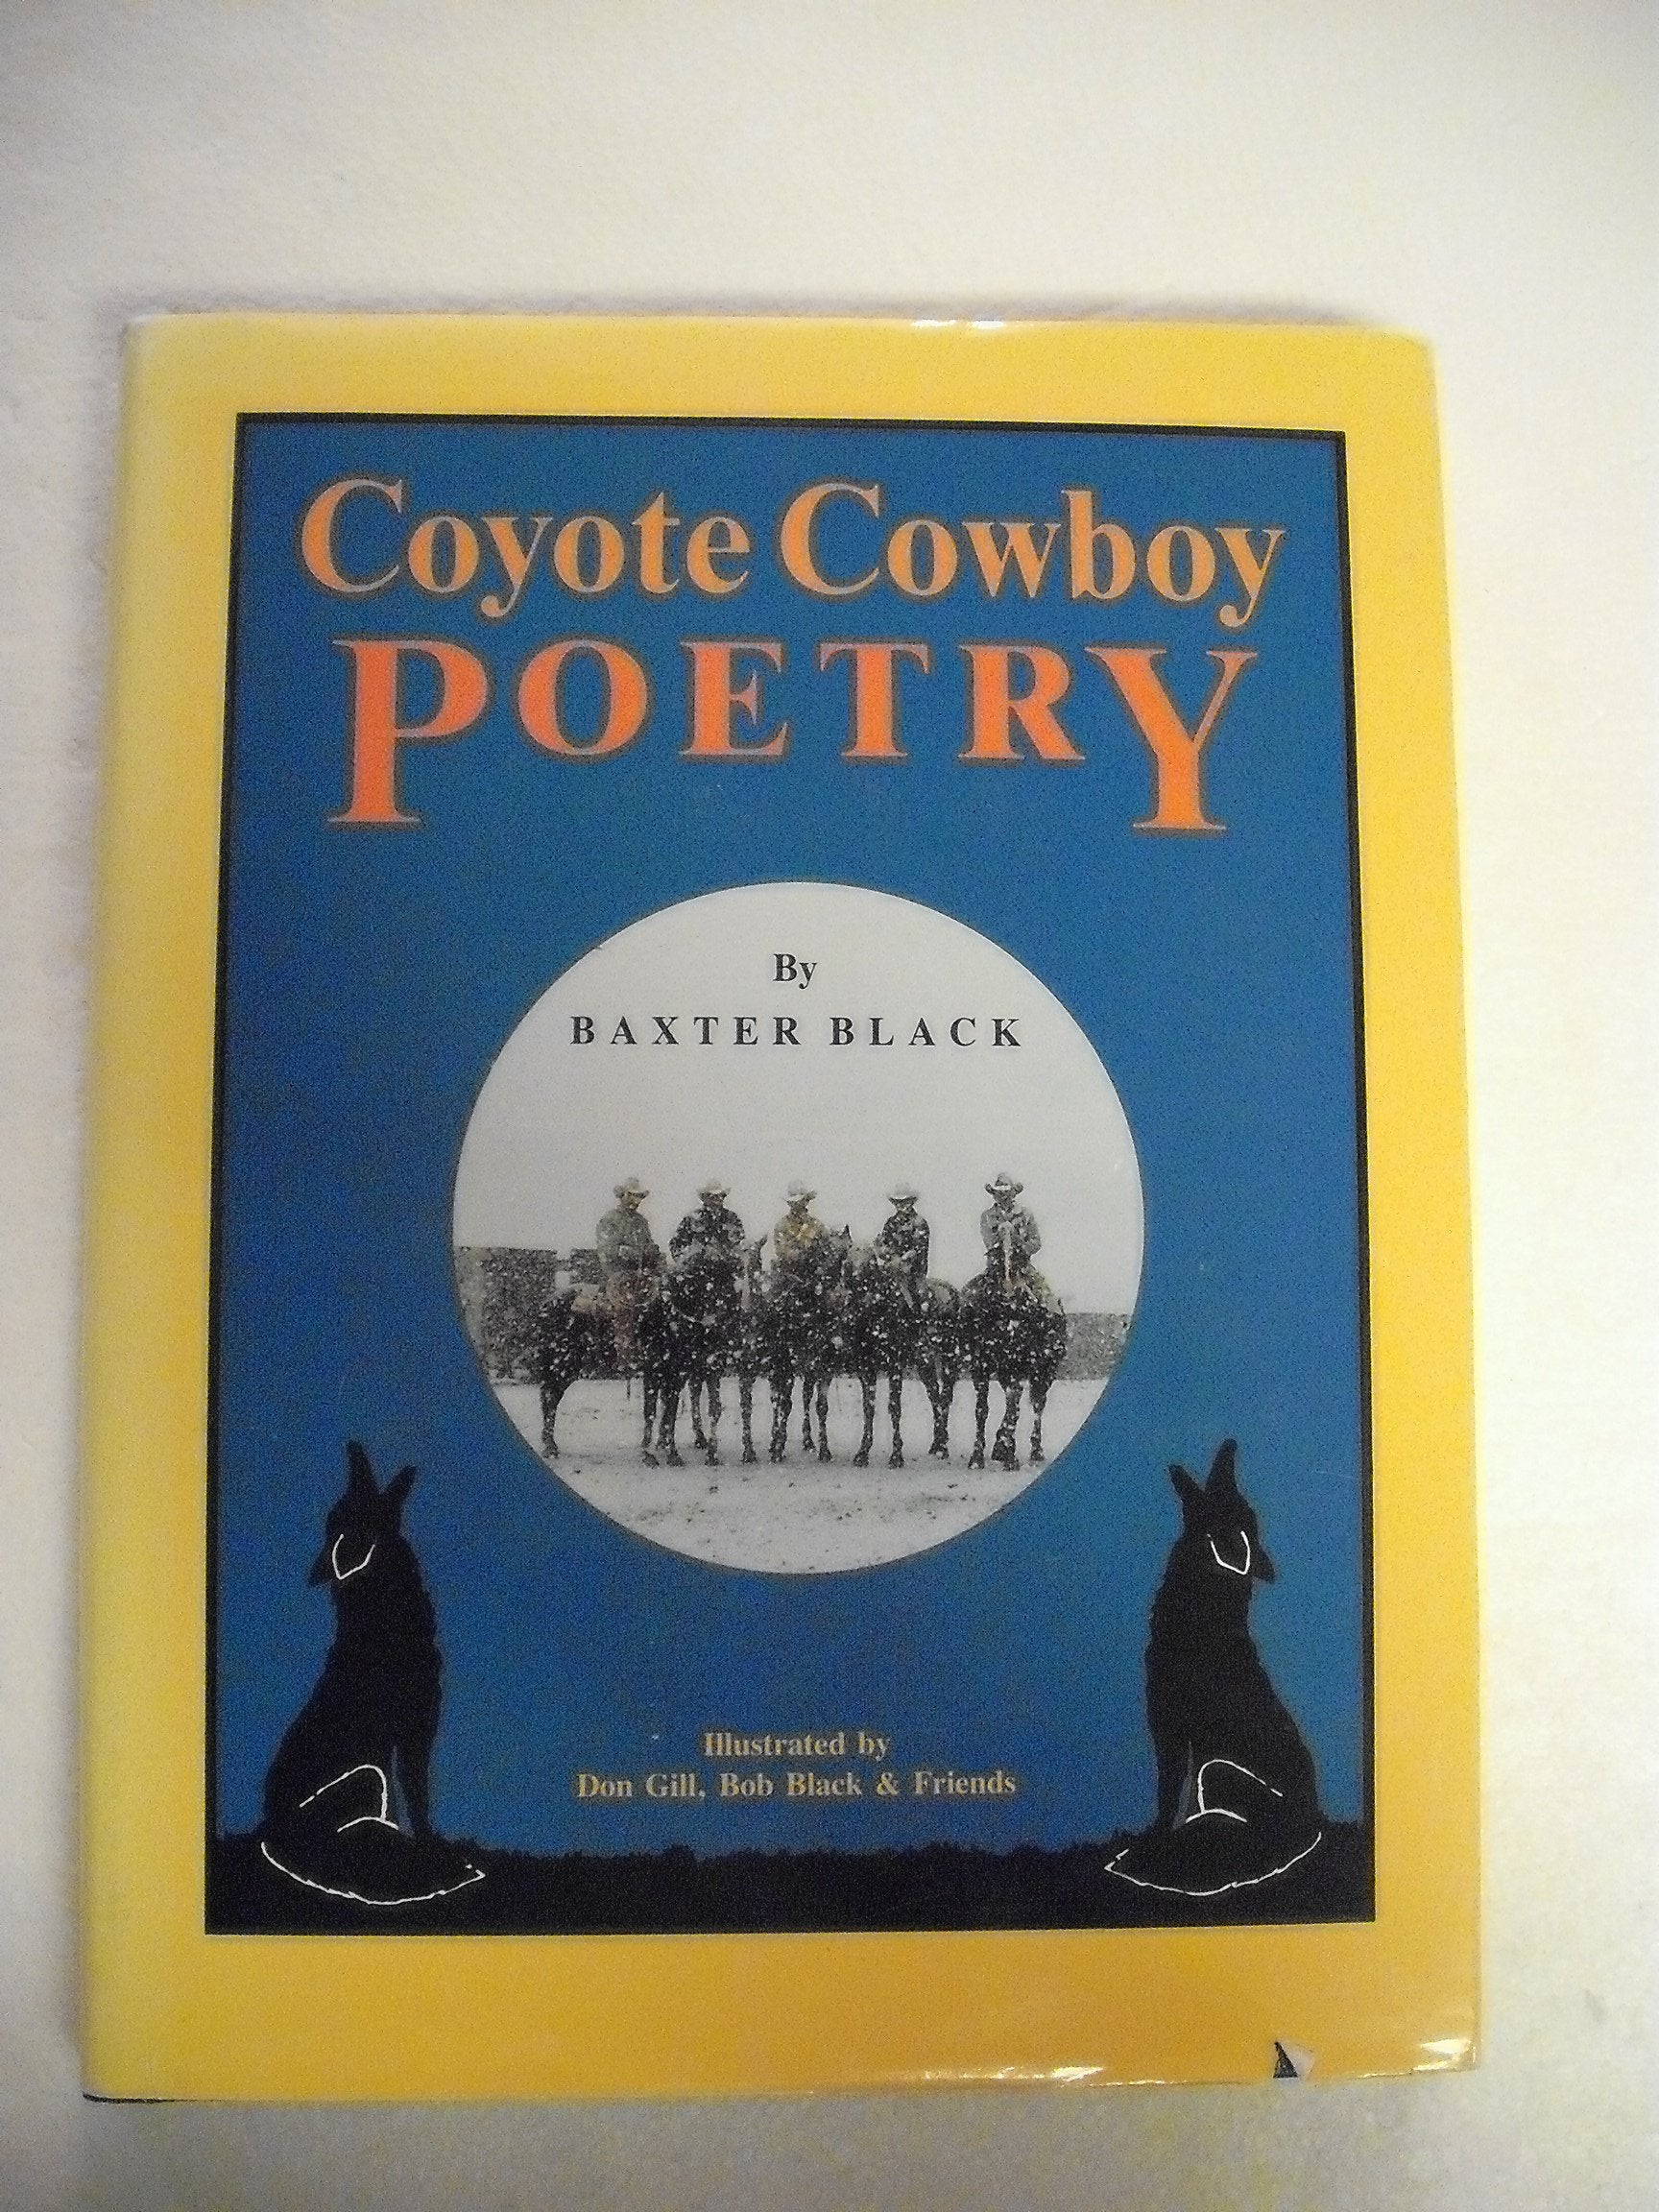 Coyote Cowboy
POETRY
By
BAXTER BLACK
Illustrated by
Don Gill, Bob Black & Friends